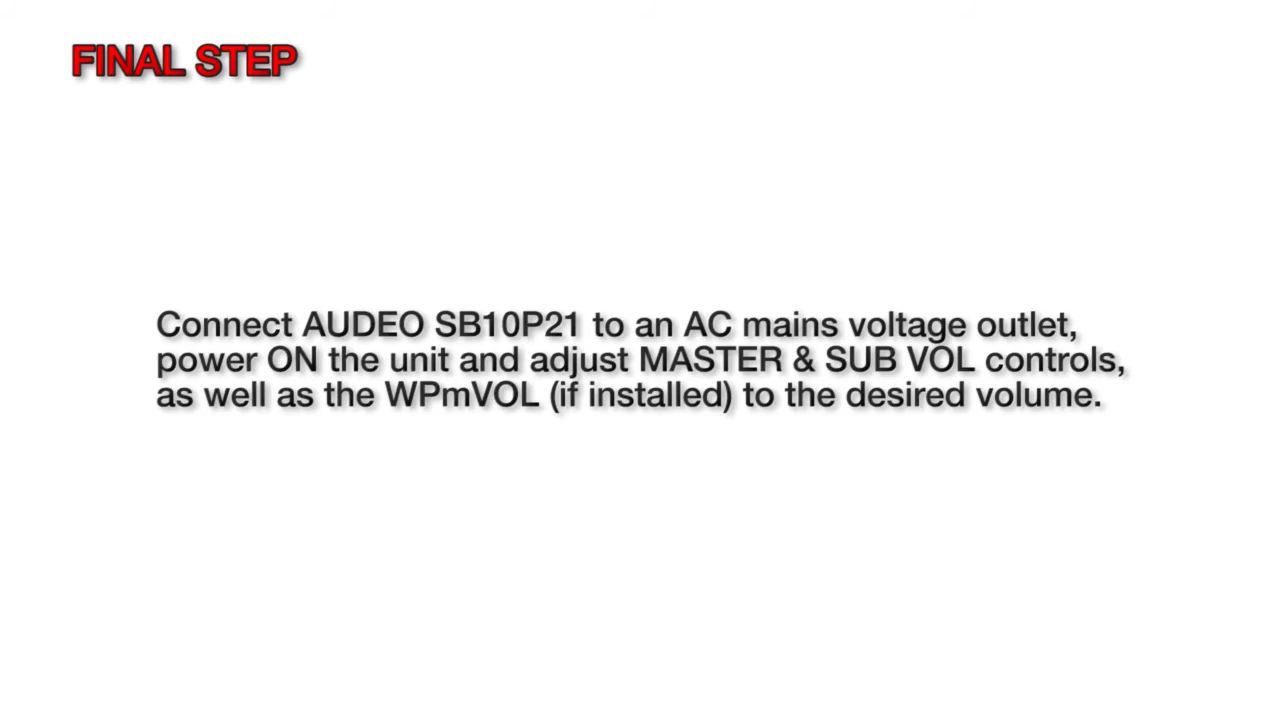 FINAL STEP
Connect AUDEO SB10P21 to an AC mains voltage outlet,
power ON the unit and adjust MASTER & SUB VOL controls,
as well as the WPmVOL (if installed) to the desired volume.